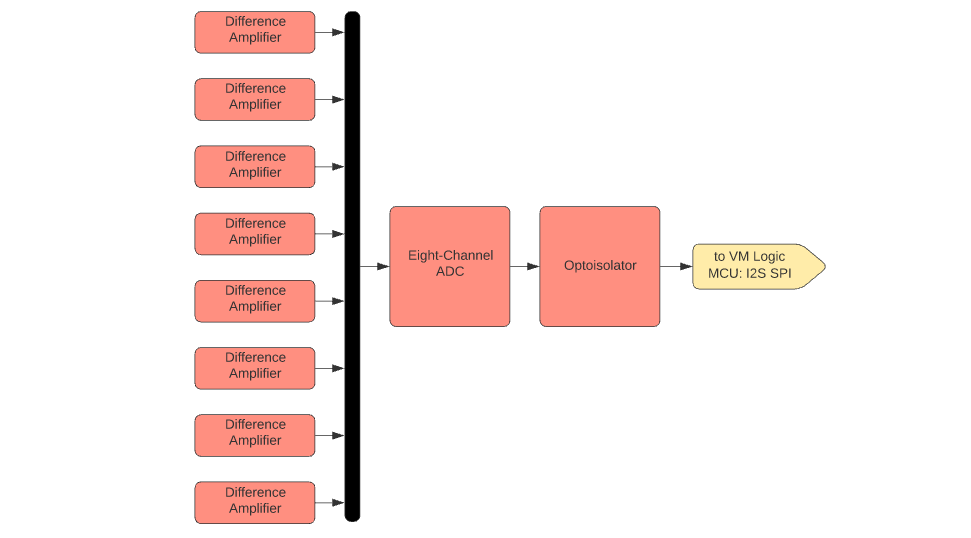 Difference
Amplifier
Difference
Amplifier
Difference
Amplifier
Difference
Amplifier
Difference
Amplifier
Difference
Amplifier
Difference
Amplifier
Difference
Amplifier
Eight-Channel
ADC
Optoisolator
to VM Logic
MCU: I2S SPI